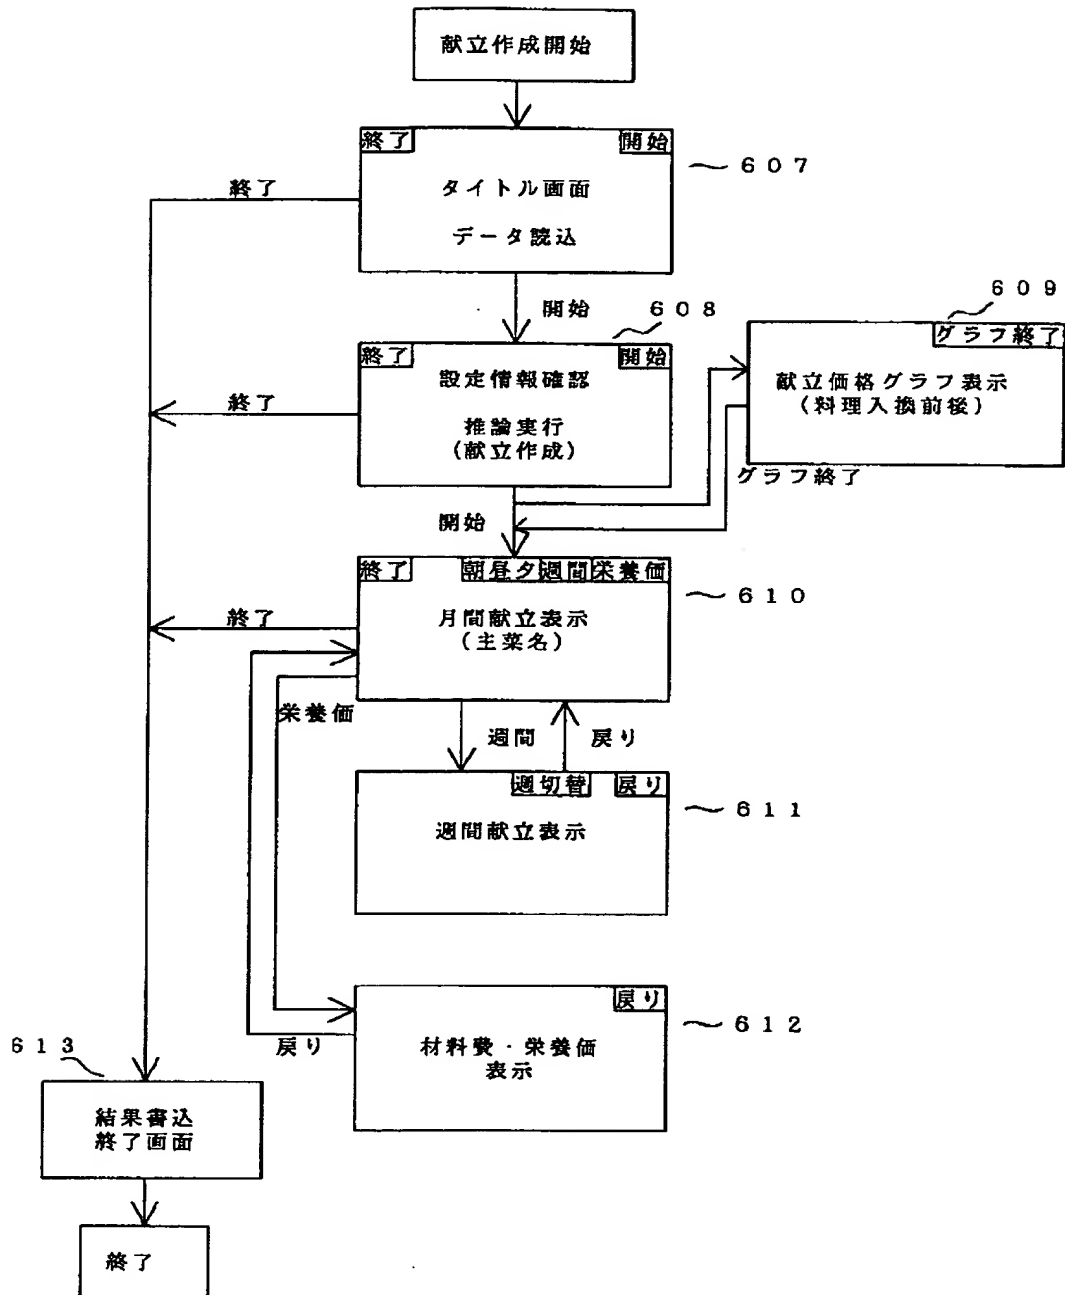 献立作成開始
終了 開始
607
タイトル画面
データ読込
終了
開始
608
609
終了 開始
設定情報確認
推論実行
(献立作成)
グラフ終了
献立価格グラフ表示
(料理入換前後)
終了
グラフ終了
開始
終了 朝昼夕 週間 栄養価
610
月間献立表示
(主菜名)
終了
栄養価
週間
戻り
週切替 戻り
611
週間献立表示
戻り
612
材料費・栄養価
表示
戻り
613
結果書込
終了画面
終了